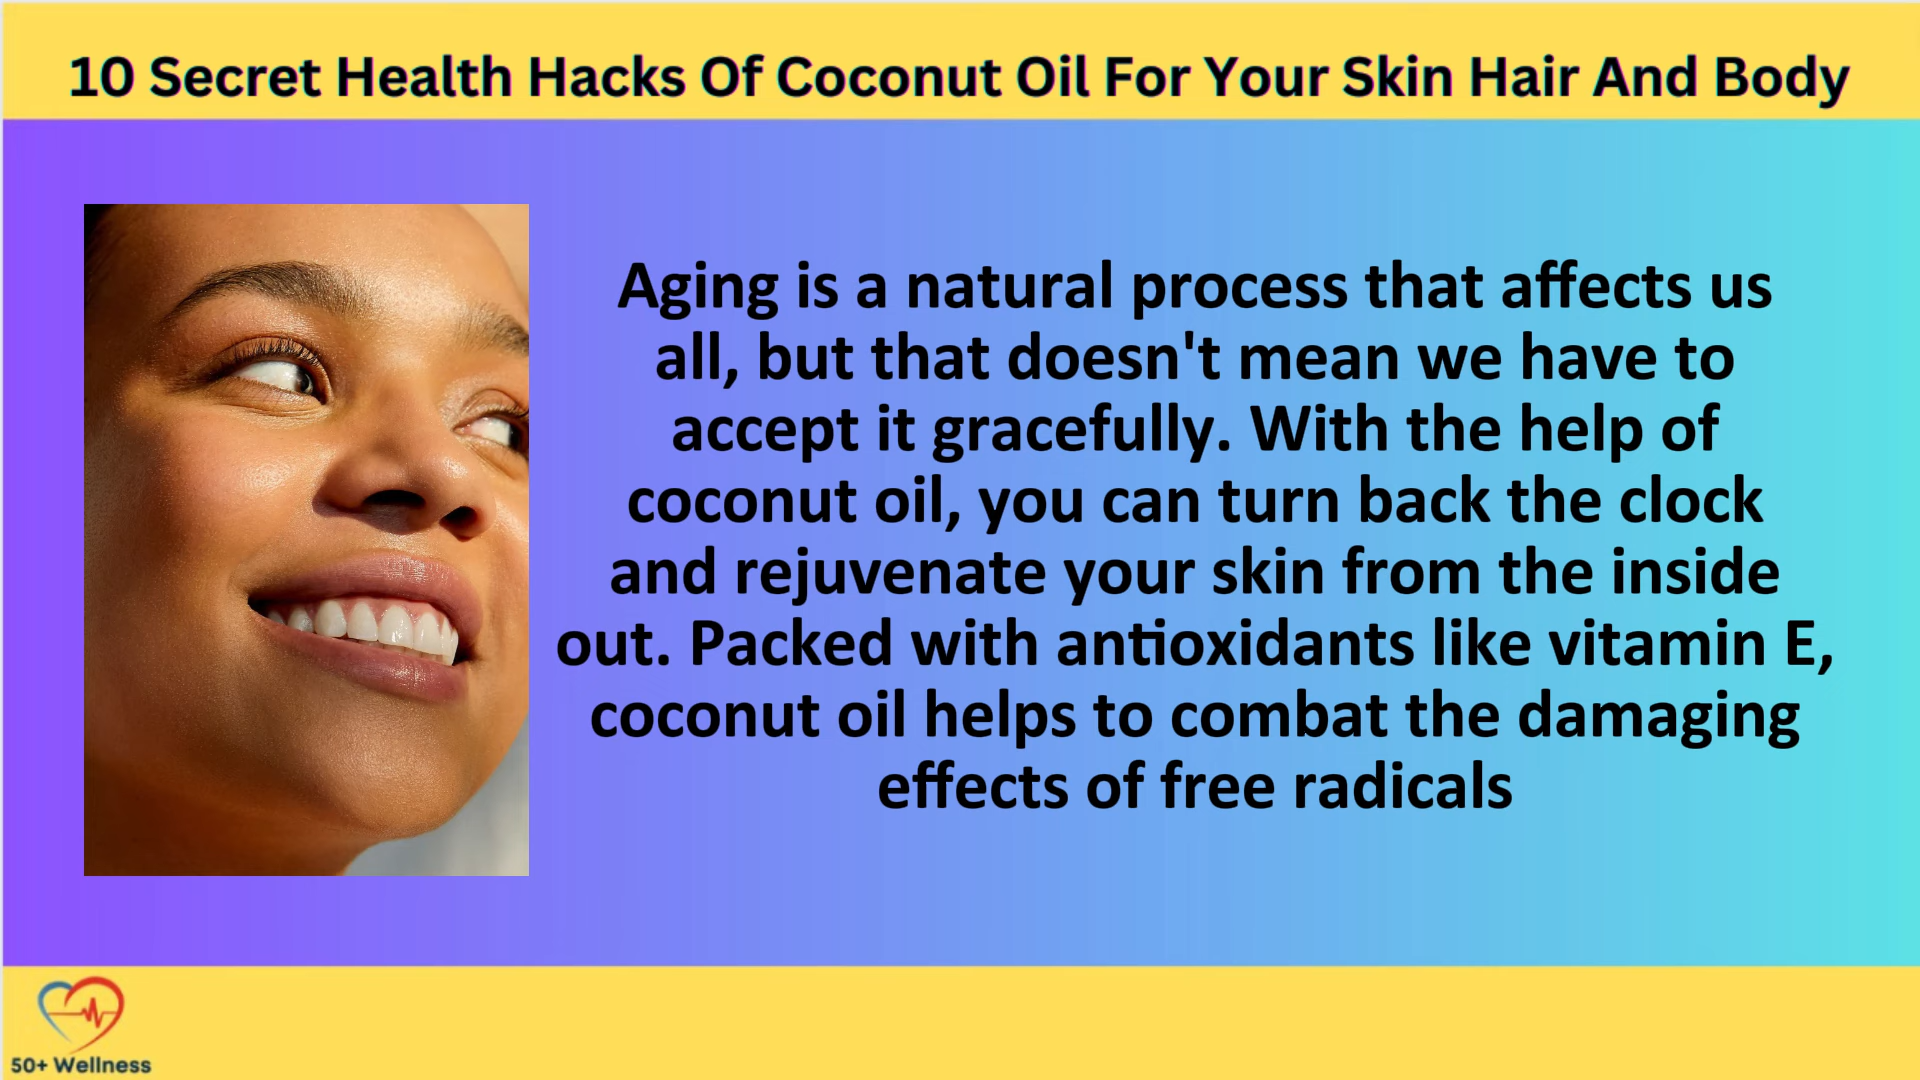 10 Secret Health Hacks Of Coconut Oil For Your Skin Hair And Body
Aging is a natural process that affects us
all, but that doesn't mean we have to
accept it gracefully. With the help of
coconut oil, you can turn back the clock
and rejuvenate your skin from the inside
out. Packed with antioxidants like vitamin E,
coconut oil helps to combat the damaging
effects of free radicals
50+ Wellness